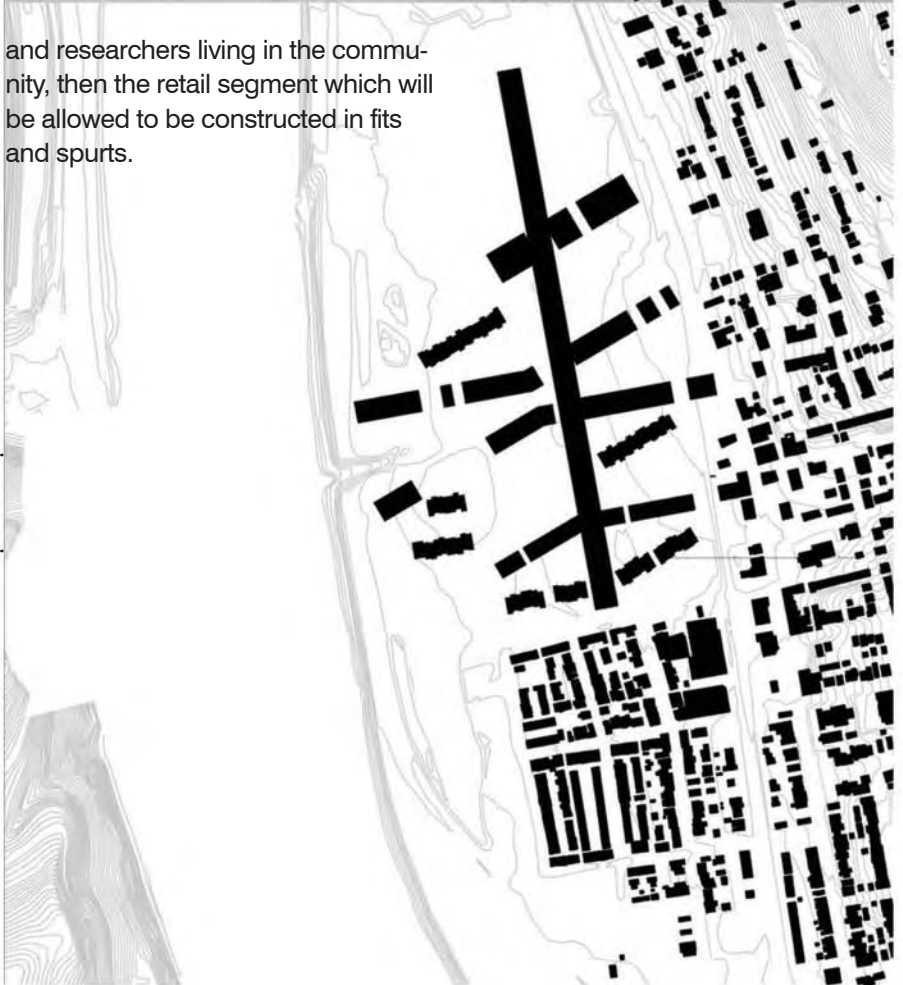 and researchers living in the commu-
nity, then the retail segment which will
be allowed to be constructed in fits
and spurts.